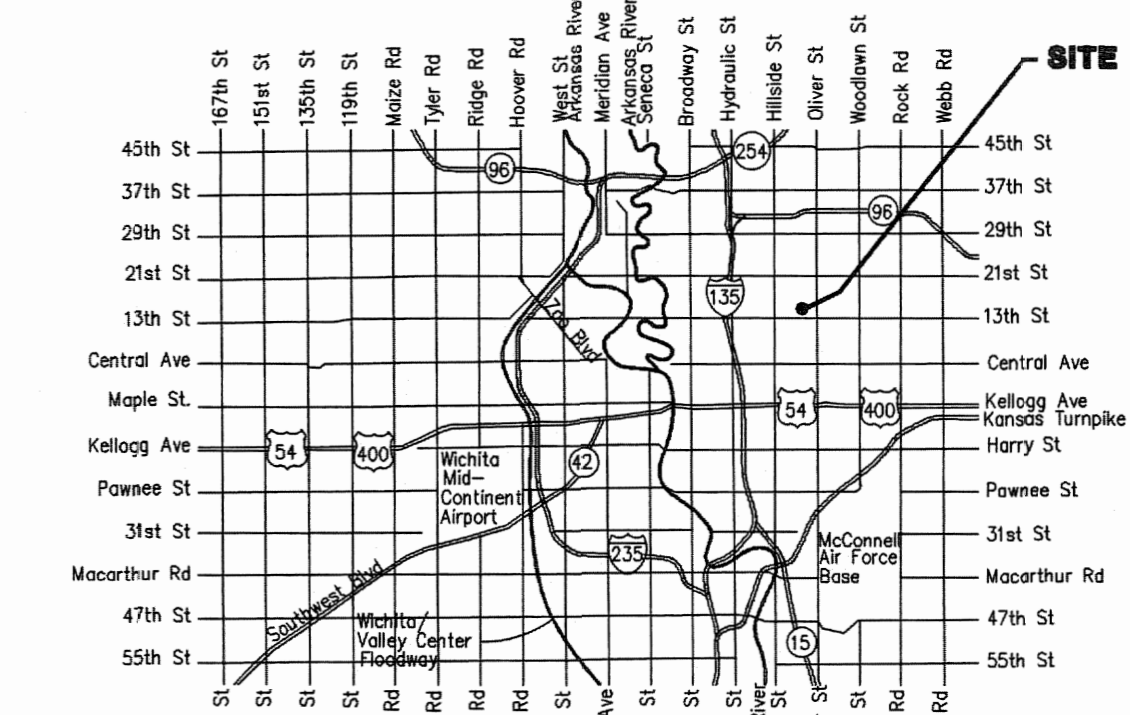 167th St
151st St
135th St
119th St
Maize Rd
Tyler Rd
Ridge Rd
Hoover Rd
West St
Arkansas River
Meridian Ave
Arkansas River
Seneca St
Broadway St
Hydraulic St
Hillside St
Oliver St
Woodlawn St
Rock Rd
Webb Rd
SITE
45th St
37th St
29th St
21st St
13th St
Central Ave
Maple St.
Kellogg Ave
Pawnee St
31st St
Macarthur Rd
47th St
55th St
96
254
96
135
Zoo Blvd
54
400
54
400
42
235
15
Wichita
Mid-
Continent
Airport
Southwest Blvd
Wichita/
Valley Center
Floodway
McConnell
Air Force
Base
45th St
37th St
29th St
21st St
13th St
Central Ave
Kellogg Ave
Kansas Turnpike
Harry St
Pawnee St
31st St
Macarthur Rd
47th St
55th St
St
St
St
St
Rd
Rd
Rd
Rd
St
Ave
St
St
St
River
St
St
St
Rd
Rd